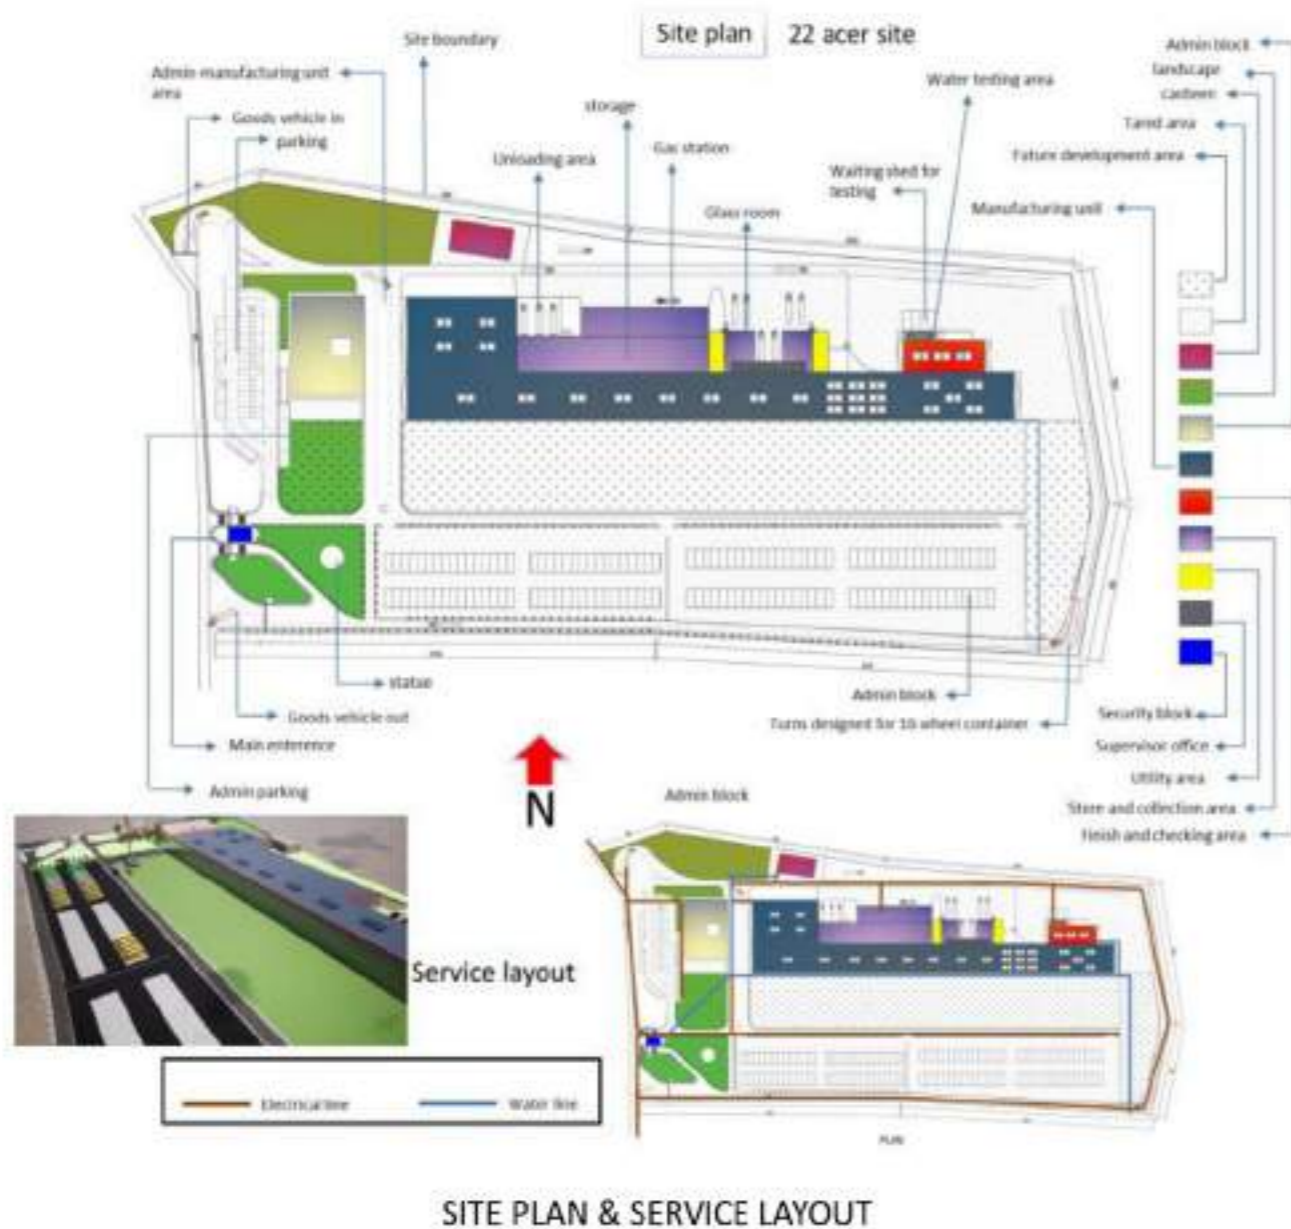 Site plan 22 acer site
Site boundary
Admin block
Admin manufacturing unit
area
landscape
canteen
Water testing area
storage
Goods vehicle in
parking
Tared area
Gas station
Unloading area
Future development area
Waiting shed for
testing
Glass room
Manufacturing unit
statue
Admin block
Goods vehicle out
Turns designed for 16 wheel container
Security block
Main enterence
Supervisor office
Utility area
Admin parking
N
Admin block
Store and collection area
Finish and checking area
Service layout
Electrical line
Water line
PLAN
SITE PLAN & SERVICE LAYOUT